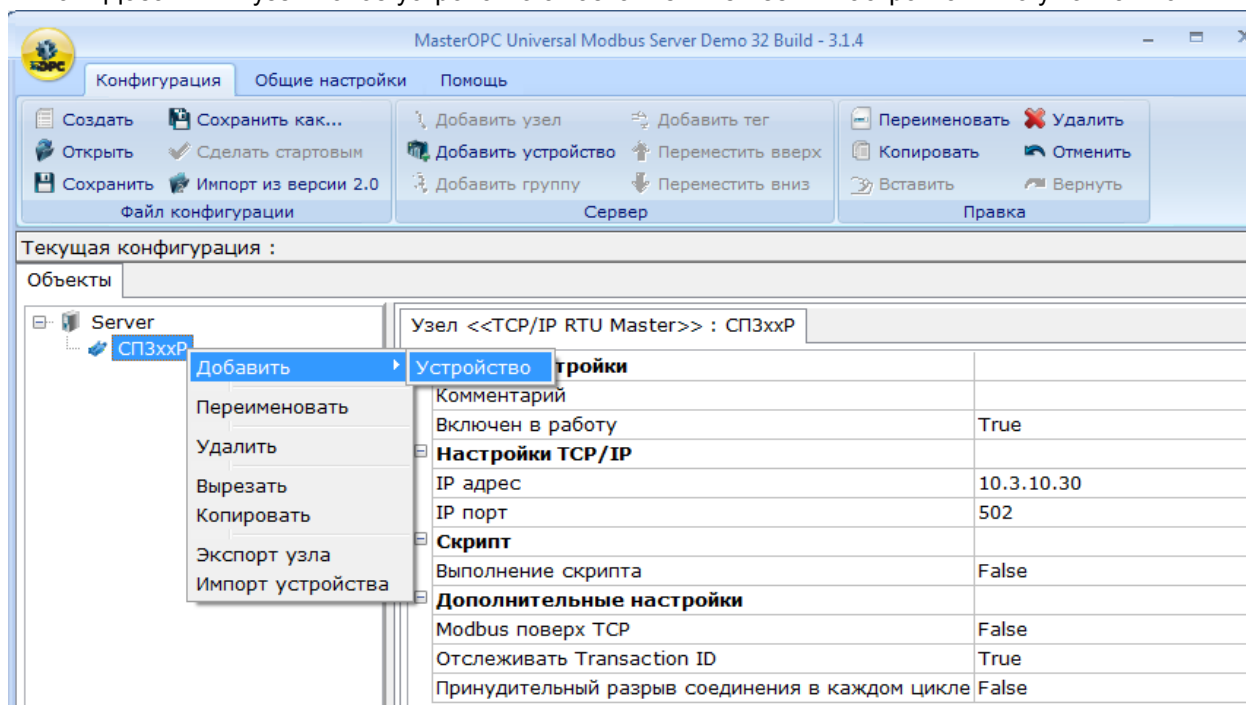 MasterOPC Universal Modbus Server Demo 32 Build - 3.1.4
Конфигурация Общие настройки Помощь
Создать Сохранить как... Добавить узел Добавить тег Переименовать Удалить
Открыть Сделать стартовым Добавить устройство Переместить вверх Копировать Отменить
Сохранить Импорт из версии 2.0 Добавить группу Переместить вниз Вставить Вернуть
Файл конфигурации Сервер Правка
Текущая конфигурация :
Объекты
Server
Узел <<TCP/IP RTU Master>> : СП3xxР
СП3xxР
Добавить Устройство тройки
Комментарий
Переименовать
Включен в работу True
Удалить
Настройки TCP/IP
Вырезать
IP адрес 10.3.10.30
Копировать
IP порт 502
Скрипт
Экспорт узла
Выполнение скрипта False
Импорт устройства
Дополнительные настройки
Modbus поверх TCP False
Отслеживать Transaction ID True
Принудительный разрыв соединения в каждом цикле False